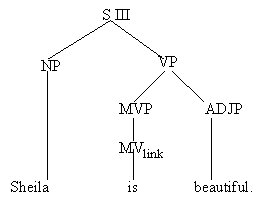 S III
NP VP
MVP ADJP
MVlink
Sheila is beautiful.